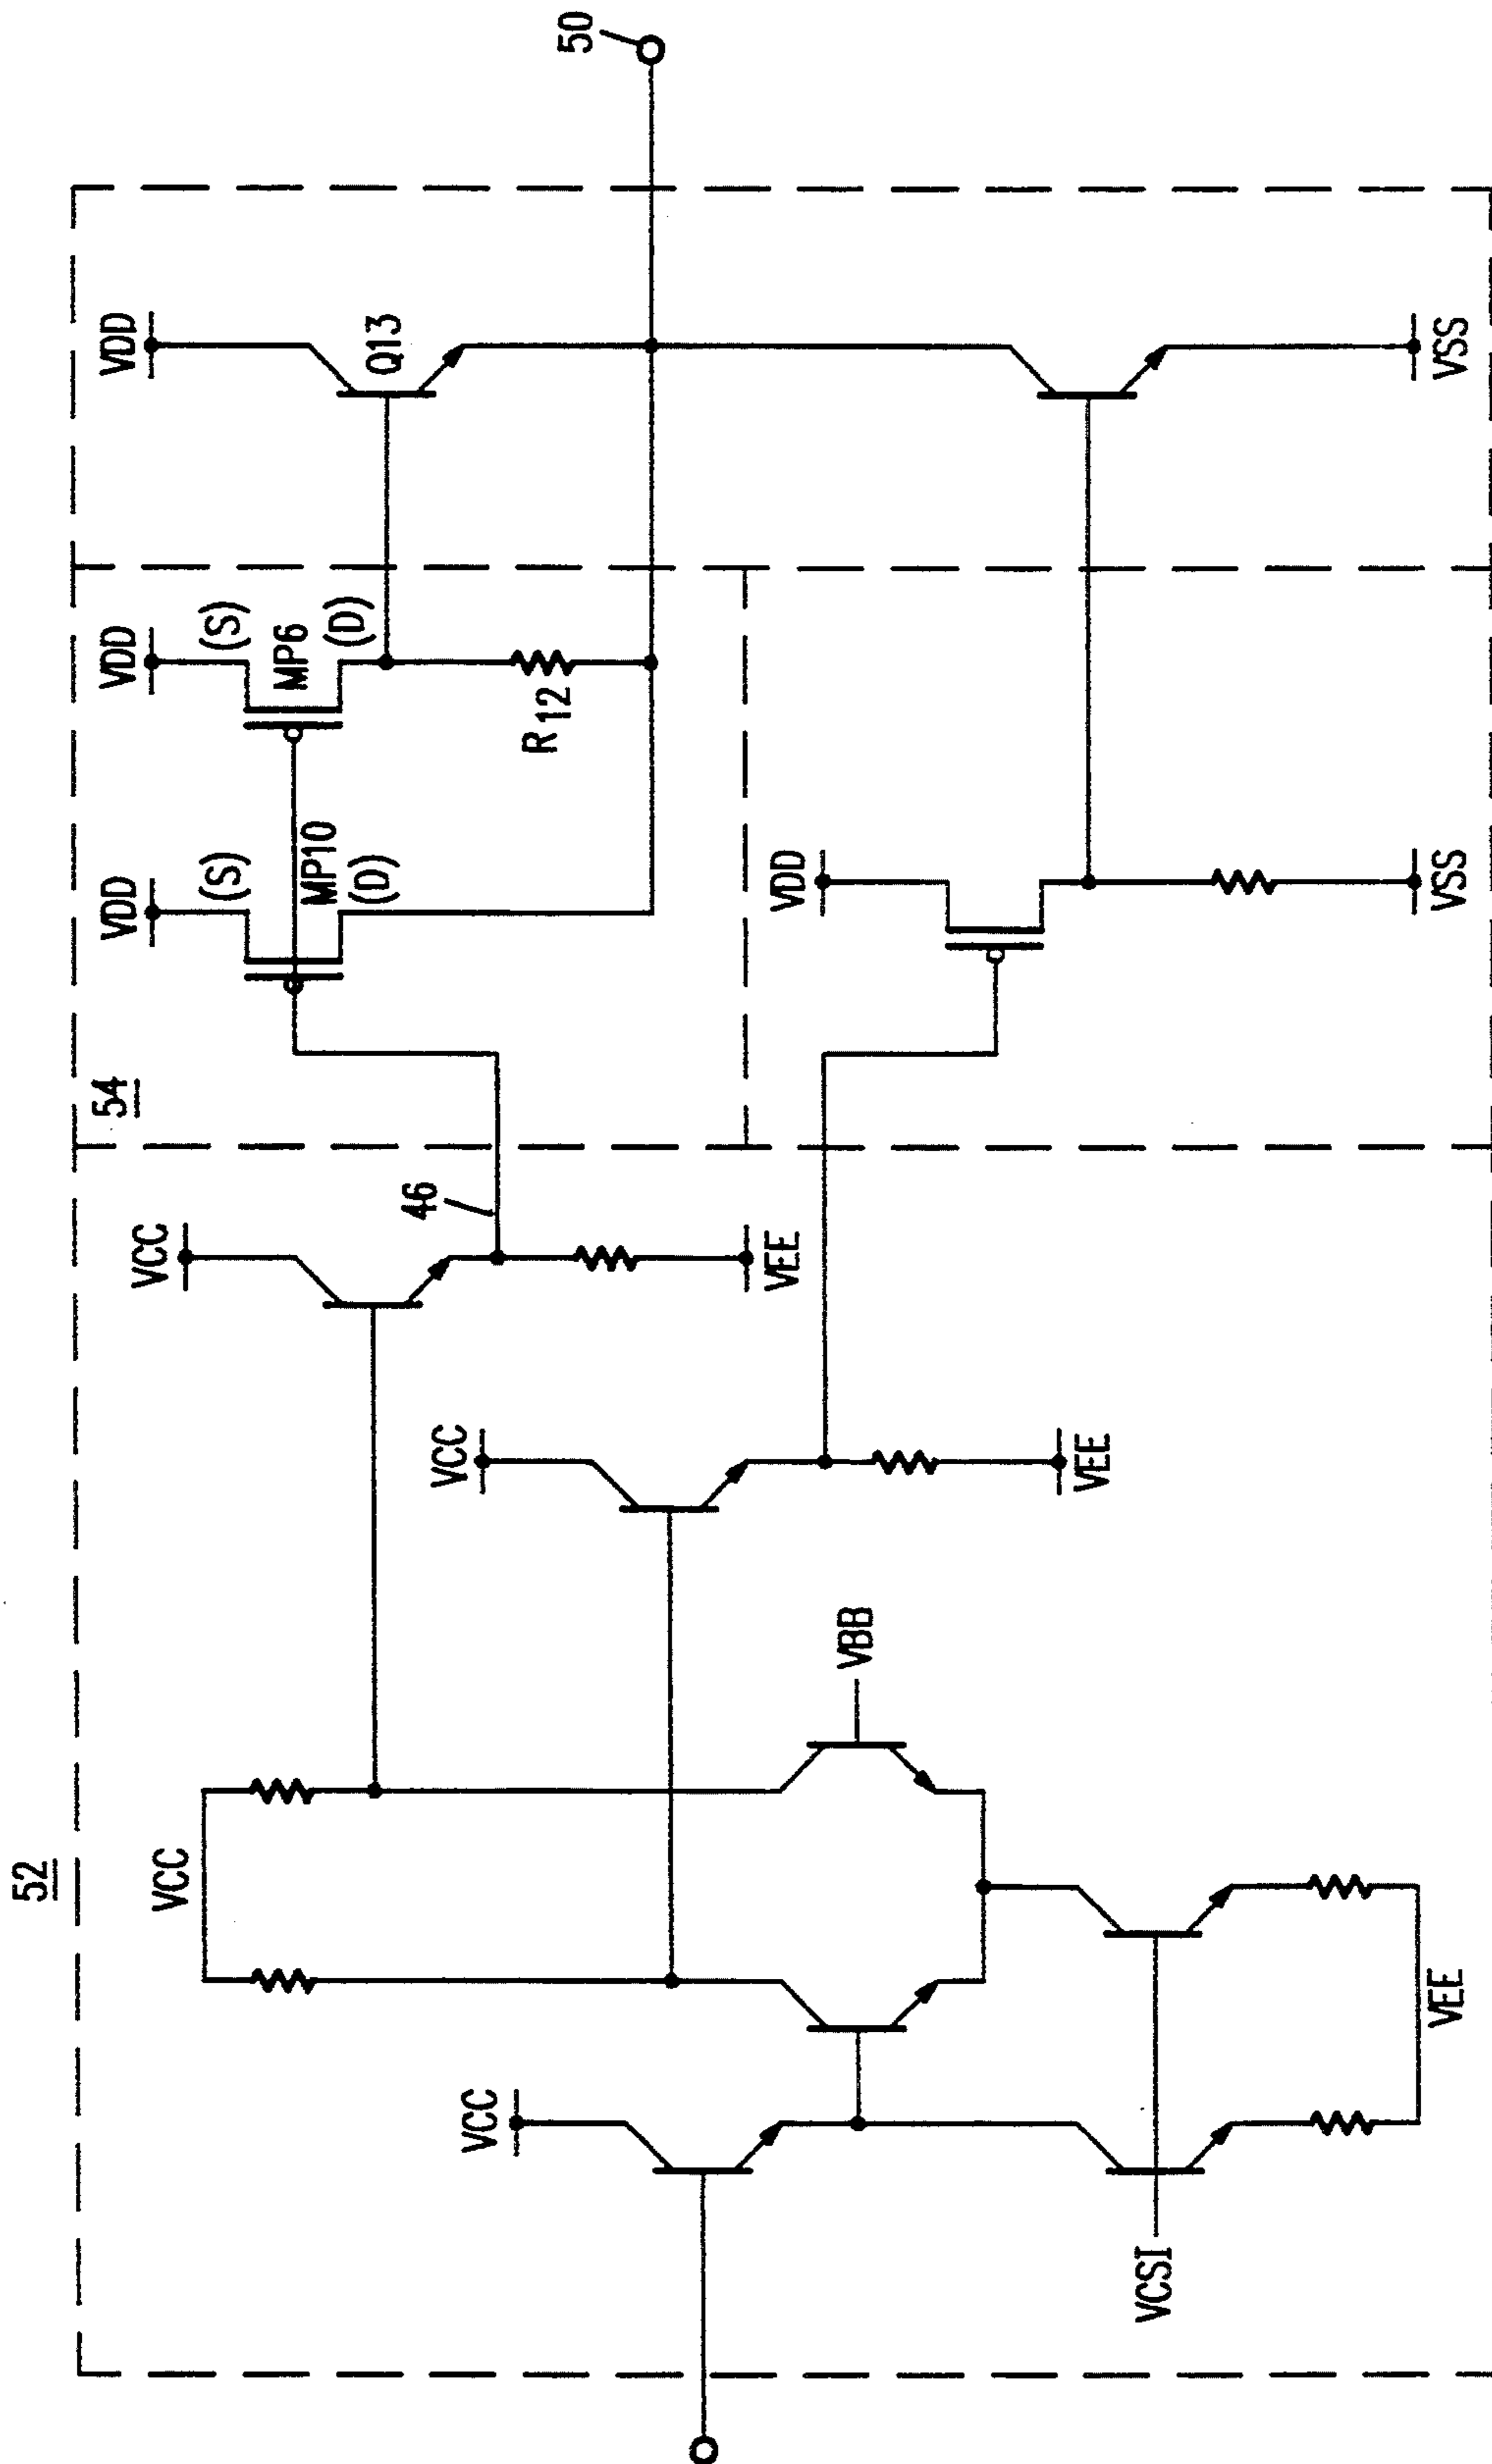 52
VCC
VCC
VCSI
VEE
VBB
VCC
VEE
VCC
46
VEE
54
VDD
(S)
MP10
(D)
VDD
(S)
MP6
(D)
R12
VDD
VSS
VDD
Q13
VSS
50